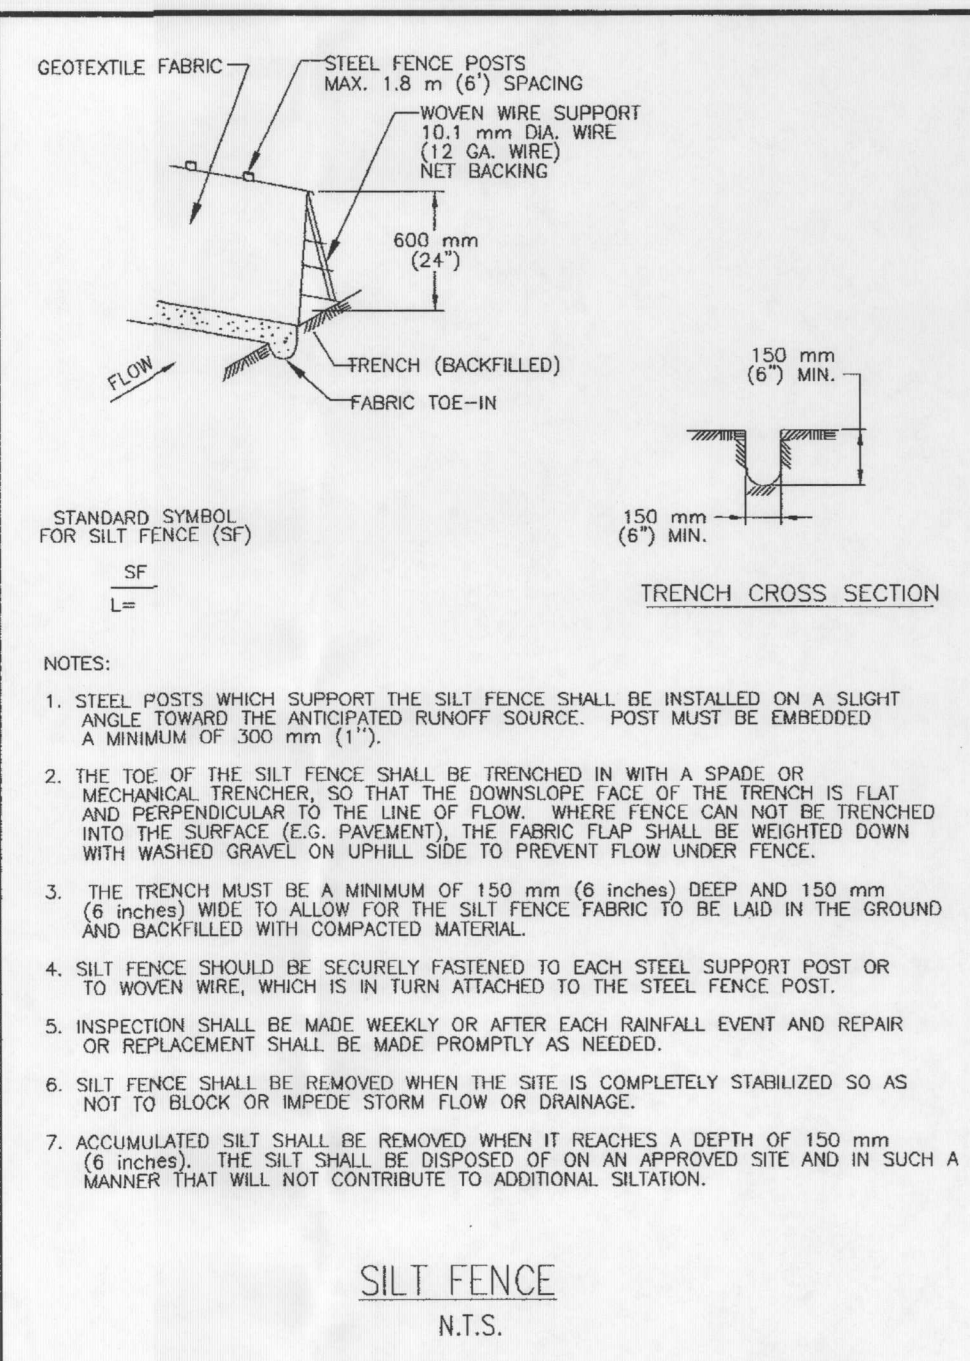 GEOTEXTILE FABRIC
STEEL FENCE POSTS
MAX. 1.8 m (6') SPACING
WOVEN WIRE SUPPORT
10.1 mm DIA. WIRE
(12 GA. WIRE)
NET BACKING
600 mm
(24")
FLOW
TRENCH (BACKFILLED)
FABRIC TOE-IN
150 mm
(6") MIN.
150 mm
(6") MIN.
TRENCH CROSS SECTION
STANDARD SYMBOL
FOR SILT FENCE (SF)
SF
L=
NOTES:
1. STEEL POSTS WHICH SUPPORT THE SILT FENCE SHALL BE INSTALLED ON A SLIGHT
ANGLE TOWARD THE ANTICIPATED RUNOFF SOURCE. POST MUST BE EMBEDDED
A MINIMUM OF 300 mm (1").
2. THE TOE OF THE SILT FENCE SHALL BE TRENCHED IN WITH A SPADE OR
MECHANICAL TRENCHER, SO THAT THE DOWNSLOPE FACE OF THE TRENCH IS FLAT
AND PERPENDICULAR TO THE LINE OF FLOW. WHERE FENCE CAN NOT BE TRENCHED
INTO THE SURFACE (E.G. PAVEMENT), THE FABRIC FLAP SHALL BE WEIGHTED DOWN
WITH WASHED GRAVEL ON UPHILL SIDE TO PREVENT FLOW UNDER FENCE.
3. THE TRENCH MUST BE A MINIMUM OF 150 mm (6 inches) DEEP AND 150 mm
(6 inches) WIDE TO ALLOW FOR THE SILT FENCE FABRIC TO BE LAID IN THE GROUND
AND BACKFILLED WITH COMPACTED MATERIAL.
4. SILT FENCE SHOULD BE SECURELY FASTENED TO EACH STEEL SUPPORT POST OR
TO WOVEN WIRE, WHICH IS IN TURN ATTACHED TO THE STEEL FENCE POST.
5. INSPECTION SHALL BE MADE WEEKLY OR AFTER EACH RAINFALL EVENT AND REPAIR
OR REPLACEMENT SHALL BE MADE PROMPTLY AS NEEDED.
6. SILT FENCE SHALL BE REMOVED WHEN THE SITE IS COMPLETELY STABILIZED SO AS
NOT TO BLOCK OR IMPEDE STORM FLOW OR DRAINAGE.
7. ACCUMULATED SILT SHALL BE REMOVED WHEN IT REACHES A DEPTH OF 150 mm
(6 inches). THE SILT SHALL BE DISPOSED OF ON AN APPROVED SITE AND IN SUCH A
MANNER THAT WILL NOT CONTRIBUTE TO ADDITIONAL SILTATION.
SILT FENCE
N.T.S.